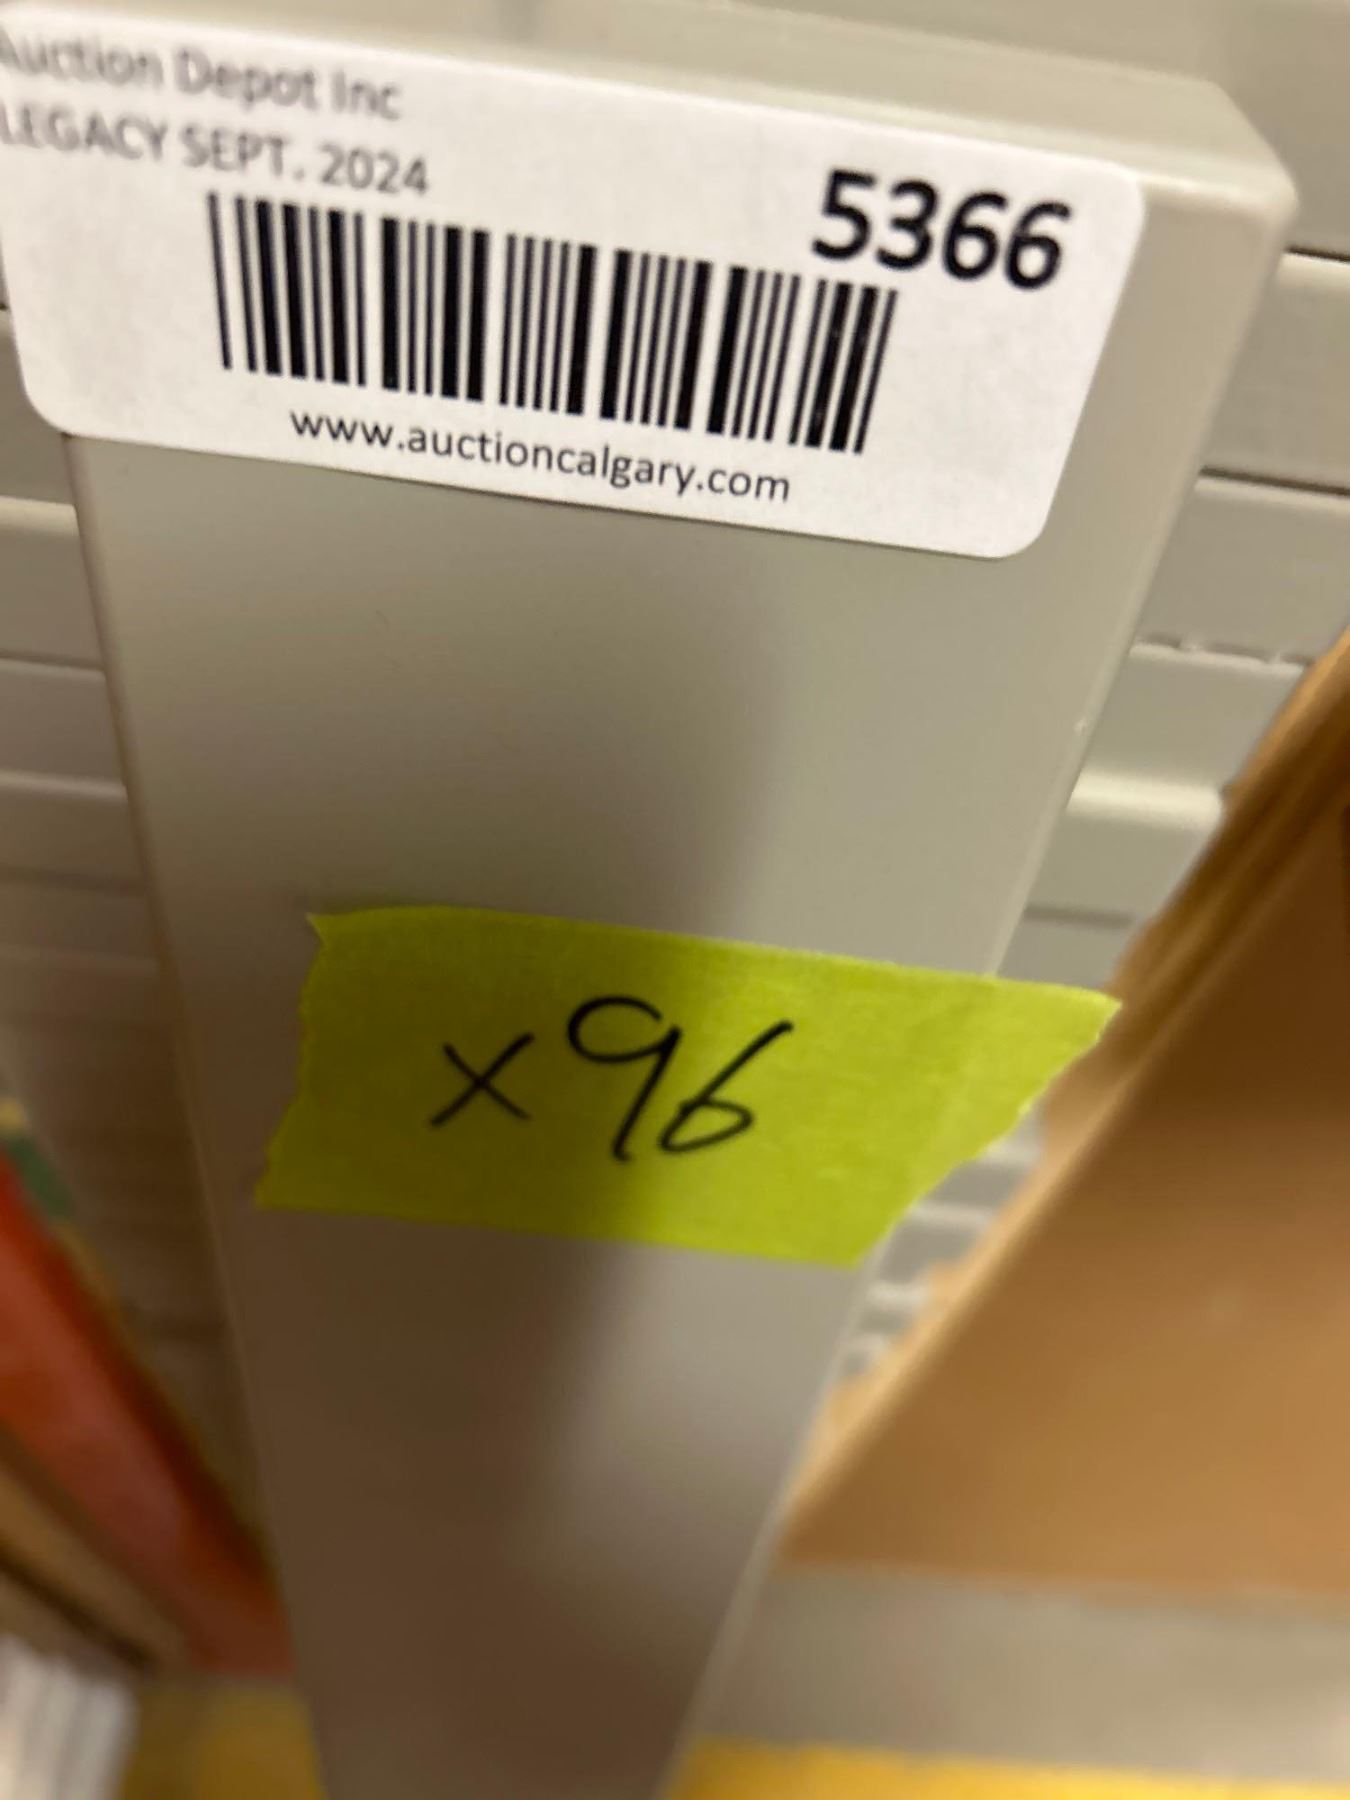 Auction Depot Inc
LEGACY SEPT. 2024
5366
www.auctioncalgary.com
x96